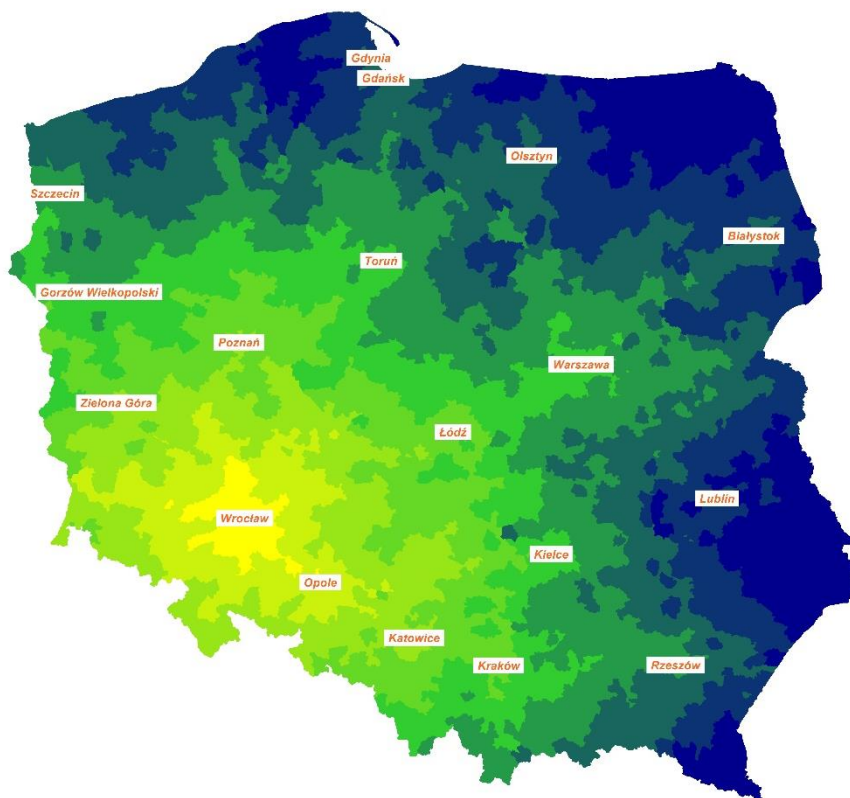 Gdynia
Gdańsk
Olsztyn
Szczecin
Białystok
Toruń
Gorzów Wielkopolski
Poznań
Warszawa
Zielona Góra
Łódź
Lublin
Wrocław
Kielce
Opole
Katowice
Kraków
Rzeszów